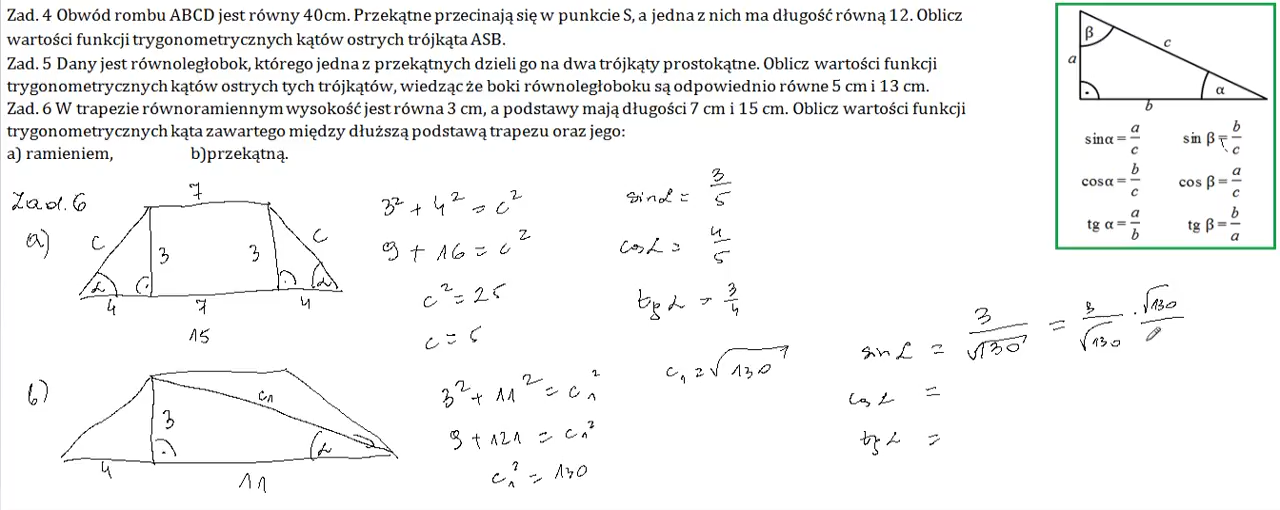 Zad. 4 Obwód rombu ABCD jest równy 40cm. Przekątne przecinają się w punkcie S, a jedna z nich ma długość równą 12. Oblicz
wartości funkcji trygonometrycznych kątów ostrych trójkąta ASB.
Zad. 5 Dany jest równoległobok, którego jedna z przekątnych dzieli go na dwa trójkąty prostokątne. Oblicz wartości funkcji
trygonometrycznych kątów ostrych tych trójkątów, wiedząc że boki równoległoboku są odpowiednio równe 5 cm i 13 cm.
Zad. 6 W trapezie równoramiennym wysokość jest równa 3 cm, a podstawy mają długości 7 cm i 15 cm. Oblicz wartości funkcji
trygonometrycznych kąta zawartego między dłuższą podstawą trapezu oraz jego:
a) ramieniem, b)przekątną.
β
c
a
α
b
sinα = a/c sin β = b/c
cosα = b/c cos β = a/c
tg α = a/b tg β = b/a
Zad. 6
a)
7
c 3 3 c
α α
4 7 4
15
3² + 4² = c²
9 + 16 = c²
c² = 25
c = 5
sin α = 3/5
cos α = 4/5
tg α = 3/4
b)
c₁
3
α
4 11
3² + 11² = c₁²
9 + 121 = c₁²
c₁² = 130
c₁ = √130
sin α = 3/√130 = 3/√130 · √130/
cos α =
tg α =